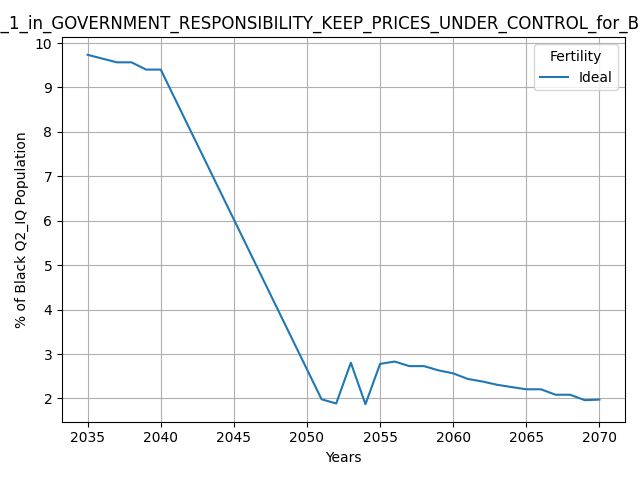 _1_in_GOVERNMENT_RESPONSIBILITY_KEEP_PRICES_UNDER_CONTROL_for_B
Fertility
Ideal
10
9
8
7
6
5
4
3
2
% of Black Q2_IQ Population
2035 2040 2045 2050 2055 2060 2065 2070
Years